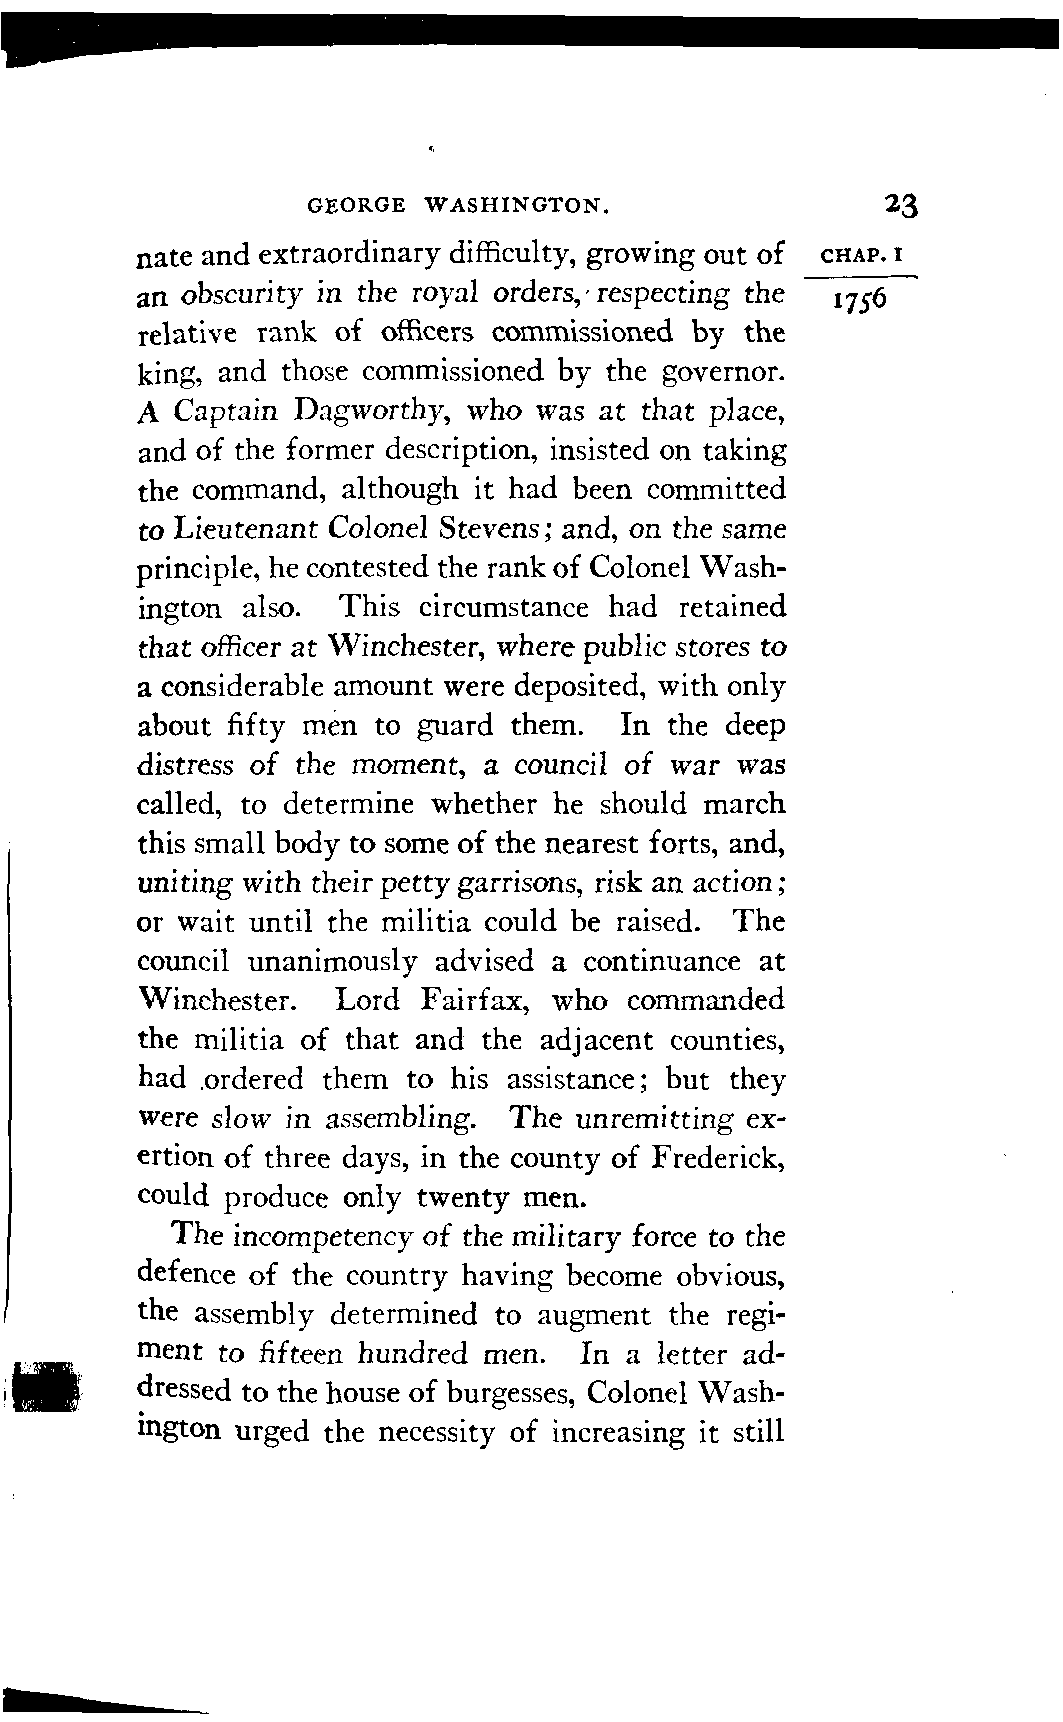 GEORGE WASHINGTON. 23
nate and extraordinary difficulty, growing out of CHAP. I
an obscurity in the royal orders, respecting the 1756
relative rank of officers commissioned by the
king, and those commissioned by the governor.
A Captain Dagworthy, who was at that place,
and of the former description, insisted on taking
the command, although it had been committed
to Lieutenant Colonel Stevens; and, on the same
principle, he contested the rank of Colonel Wash-
ington also. This circumstance had retained
that officer at Winchester, where public stores to
a considerable amount were deposited, with only
about fifty men to guard them. In the deep
distress of the moment, a council of war was
called, to determine whether he should march
this small body to some of the nearest forts, and,
uniting with their petty garrisons, risk an action;
or wait until the militia could be raised. The
council unanimously advised a continuance at
Winchester. Lord Fairfax, who commanded
the militia of that and the adjacent counties,
had ordered them to his assistance; but they
were slow in assembling. The unremitting ex-
ertion of three days, in the county of Frederick,
could produce only twenty men.
The incompetency of the military force to the
defence of the country having become obvious,
the assembly determined to augment the regi-
ment to fifteen hundred men. In a letter ad-
dressed to the house of burgesses, Colonel Wash-
ington urged the necessity of increasing it still